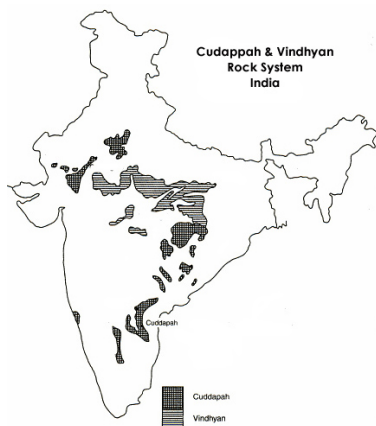 Cudappah & Vindhyan
Rock System
India
Cuddapah
Cuddapah
Vindhyan